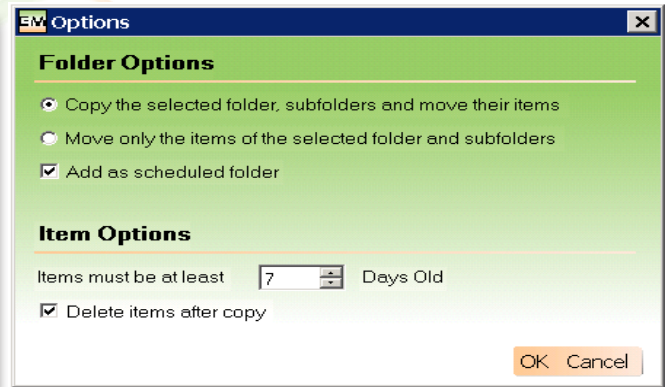 EM Options
Folder Options
Copy the selected folder, subfolders and move their items
Move only the items of the selected folder and subfolders
Add as scheduled folder
Item Options
Items must be at least 7 Days Old
Delete items after copy
OK Cancel